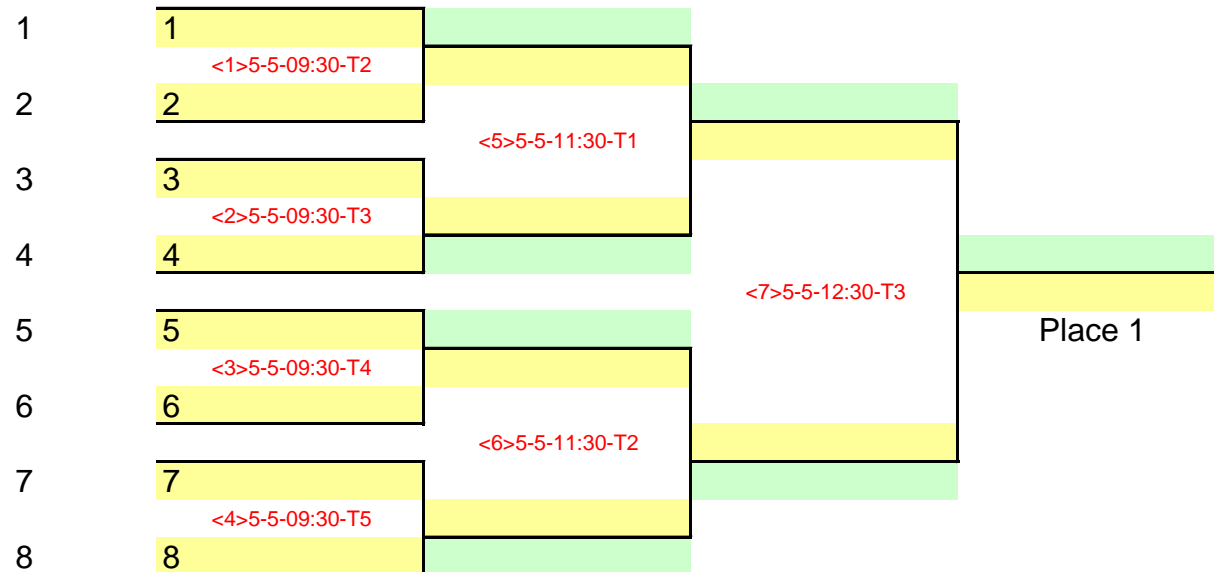 1 1
<1>5-5-09:30-T2
2 2
<5>5-5-11:30-T1
3 3
<2>5-5-09:30-T3
4 4
<7>5-5-12:30-T3
5 5 Place 1
<3>5-5-09:30-T4
6 6
<6>5-5-11:30-T2
7 7
<4>5-5-09:30-T5
8 8